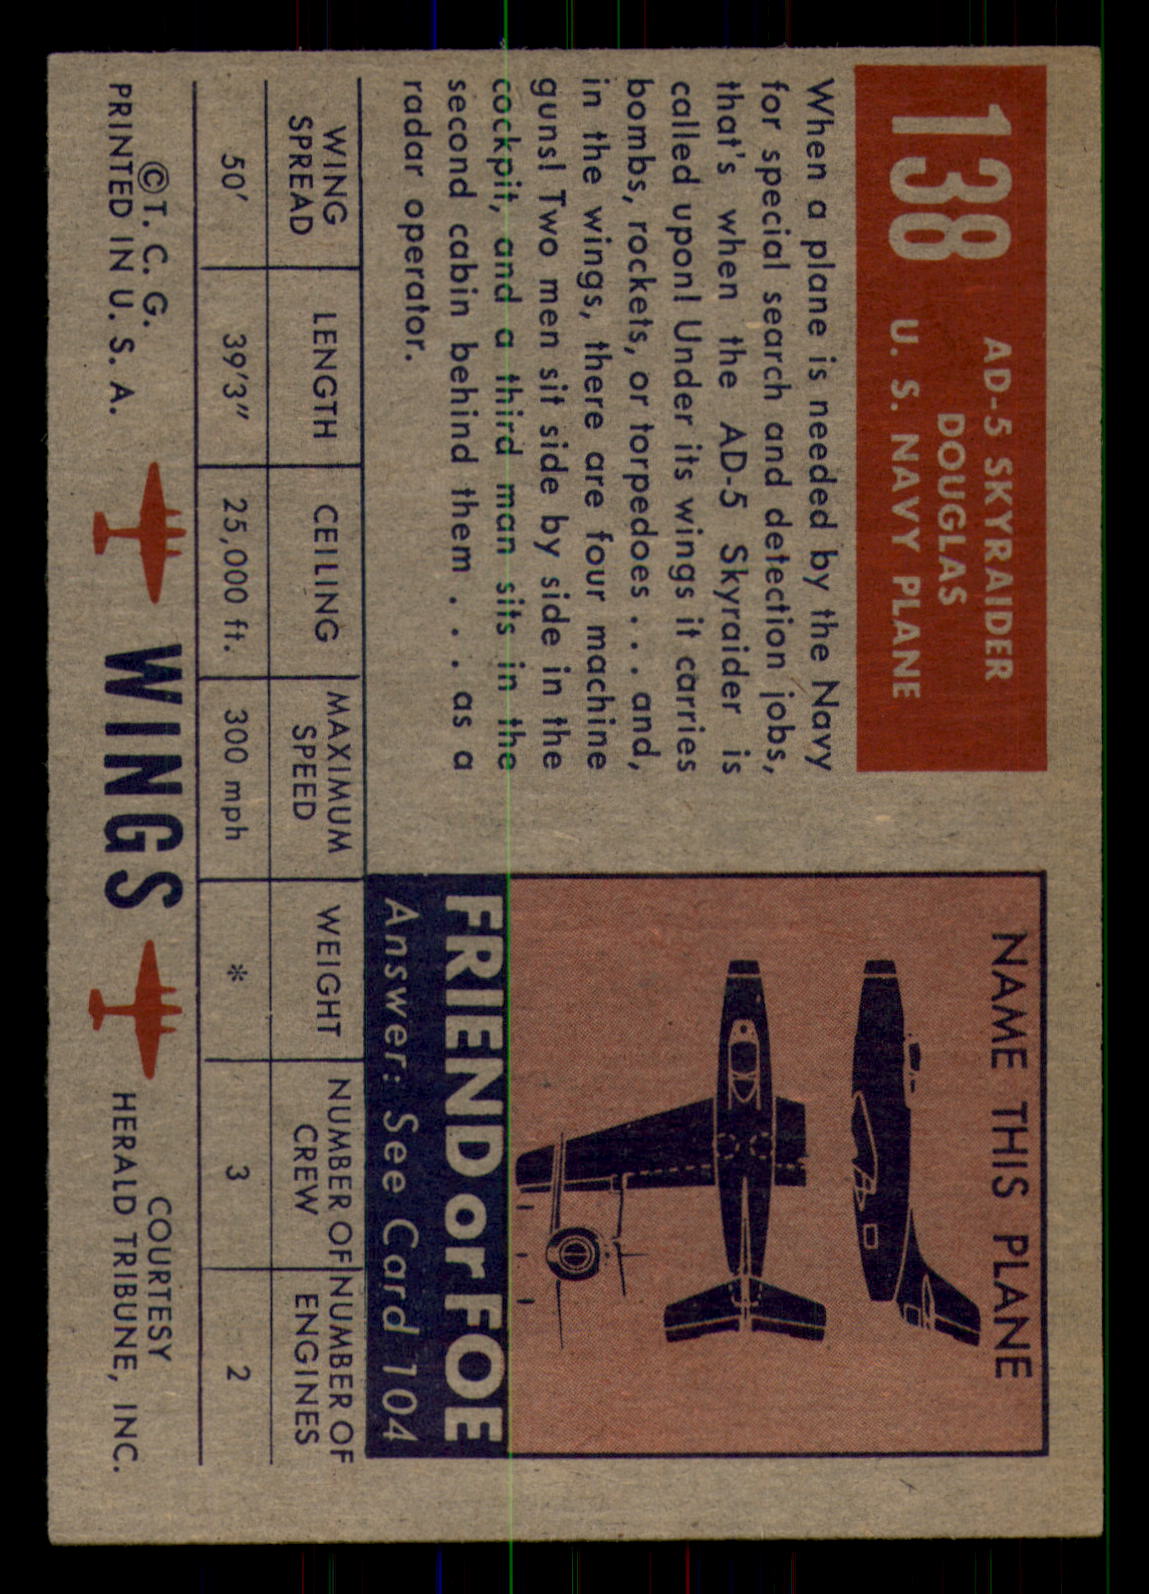 138
AD-5 SKYRAIDER
DOUGLAS
U. S. NAVY PLANE
When a plane is needed by the Navy
for special search and detection jobs,
that's when the AD-5 Skyraider is
called upon! Under its wings it carries
bombs, rockets, or torpedoes . . . and,
in the wings, there are four machine
guns! Two men sit side by side in the
cockpit, and a third man sits in the
second cabin behind them . . . as a
radar operator.
NAME THIS PLANE
FRIEND or FOE
Answer: See Card 104
WING SPREAD LENGTH CEILING MAXIMUM SPEED WEIGHT NUMBER OF CREW NUMBER OF ENGINES
50' 39'3" 25,000 ft. 300 mph * 3 2
©T. C. G.
PRINTED IN U. S. A.
WINGS
COURTESY
HERALD TRIBUNE, INC.